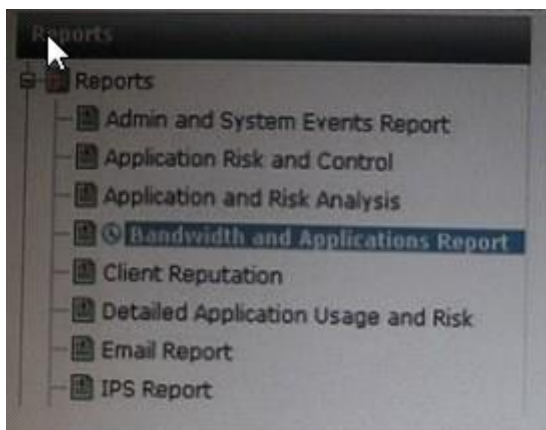 Reports
Reports
Admin and System Events Report
Application Risk and Control
Application and Risk Analysis
Bandwidth and Applications Report
Client Reputation
Detailed Application Usage and Risk
Email Report
IPS Report